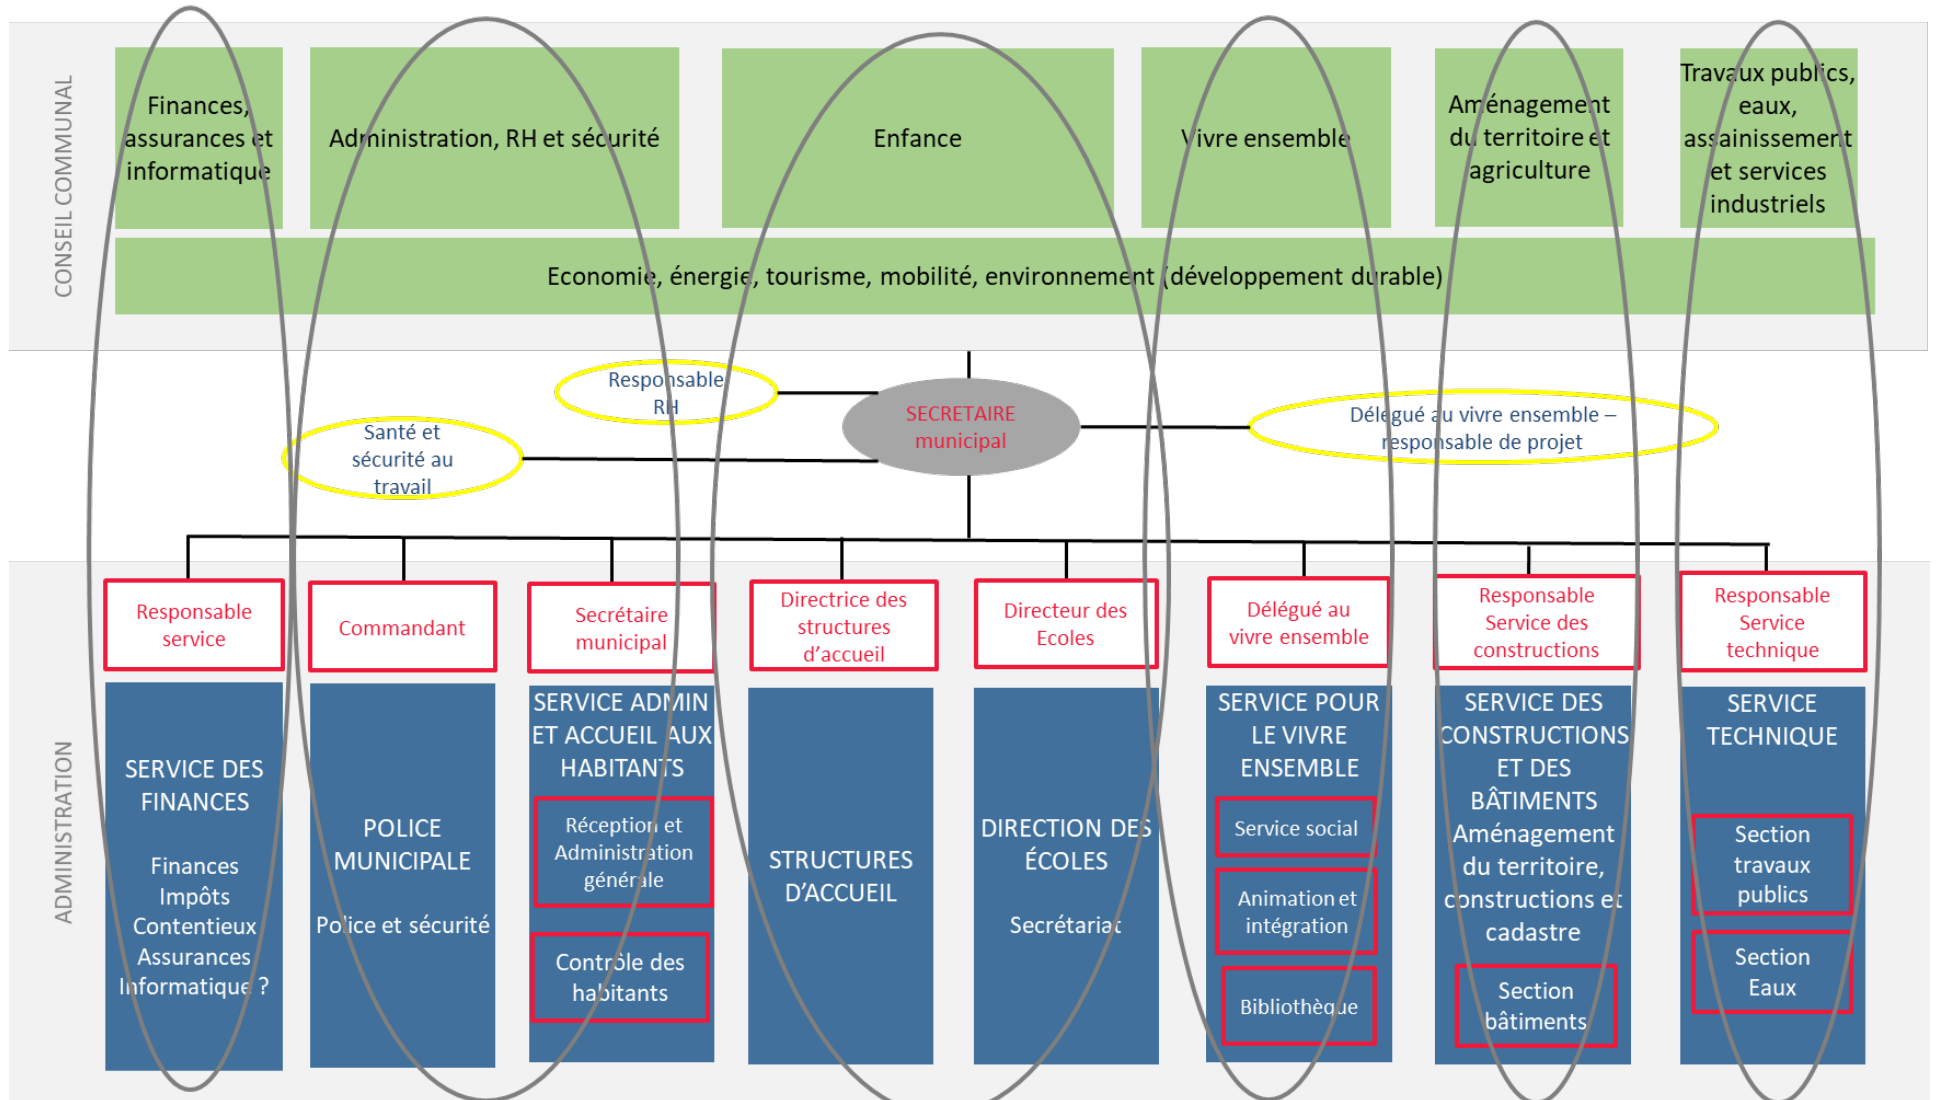 CONSEIL COMMUNAL
Finances,
assurances et
informatique
Administration, RH et sécurité
Enfance
Vivre ensemble
Aménagement
du territoire et
agriculture
Travaux publics,
eaux,
assainissement
et services
industriels
Economie, énergie, tourisme, mobilité, environnement (développement durable)
Responsable
RH
Santé et
sécurité au
travail
SECRETAIRE
municipal
Délégué au vivre ensemble –
responsable de projet
ADMINISTRATION
Responsable
service
Commandant
Secrétaire
municipal
Directrice des
structures
d'accueil
Directeur des
Ecoles
Délégué au
vivre ensemble
Responsable
Service des
constructions
Responsable
Service
technique
SERVICE DES
FINANCES
Finances
Impôts
Contentieux
Assurances
Informatique ?
POLICE
MUNICIPALE
Police et sécurité
SERVICE ADMIN
ET ACCUEIL AUX
HABITANTS
Réception et
Administration
générale
Contrôle des
habitants
STRUCTURES
D'ACCUEIL
DIRECTION DES
ÉCOLES
Secrétariat
SERVICE POUR
LE VIVRE
ENSEMBLE
Service social
Animation et
intégration
Bibliothèque
SERVICE DES
CONSTRUCTIONS
ET DES
BÂTIMENTS
Aménagement
du territoire,
constructions et
cadastre
Section
bâtiments
SERVICE
TECHNIQUE
Section
travaux
publics
Section
Eaux